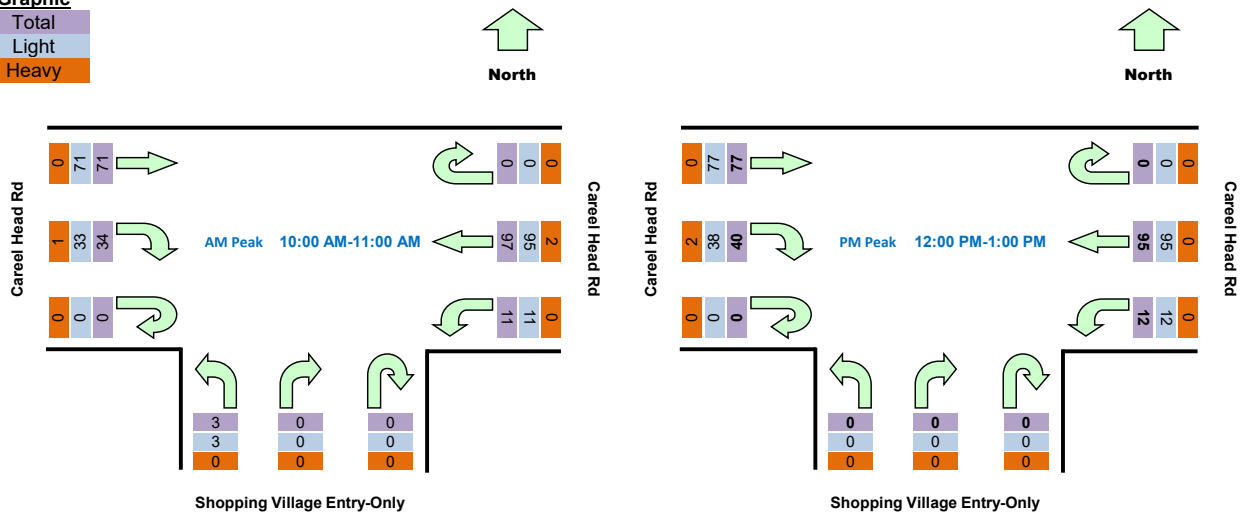 Graphic
Total
Light
Heavy
North
0 71 71
0 0 0
Careel Head Rd
1 33 34
AM Peak 10:00 AM-11:00 AM
97 95 2
Careel Head Rd
0 0 0
11 11 0
3 0 0
3 0 0
0 0 0
Shopping Village Entry-Only
North
0 77 77
0 0 0
Careel Head Rd
2 38 40
PM Peak 12:00 PM-1:00 PM
95 95 0
Careel Head Rd
0 0 0
12 12 0
0 0 0
0 0 0
0 0 0
Shopping Village Entry-Only